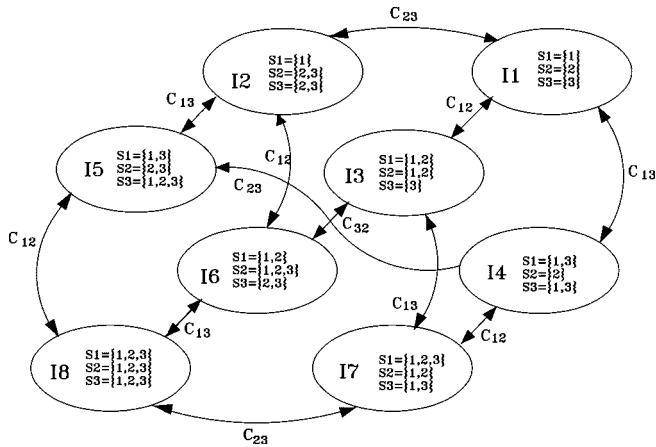 C23
I2
S1={1}
S2={2,3}
S3={2,3}
I1
S1={1}
S2={2}
S3={3}
C13
C12
I5
S1={1,3}
S2={2,3}
S3={1,2,3}
C12
C23
I3
S1={1,2}
S2={1,2}
S3={3}
C13
C12
C32
I6
S1={1,2}
S2={1,2,3}
S3={2,3}
I4
S1={1,3}
S2={2}
S3={1,3}
C13
C13
C12
I8
S1={1,2,3}
S2={1,2,3}
S3={1,2,3}
I7
S1={1,2,3}
S2={1,2}
S3={1,3}
C23